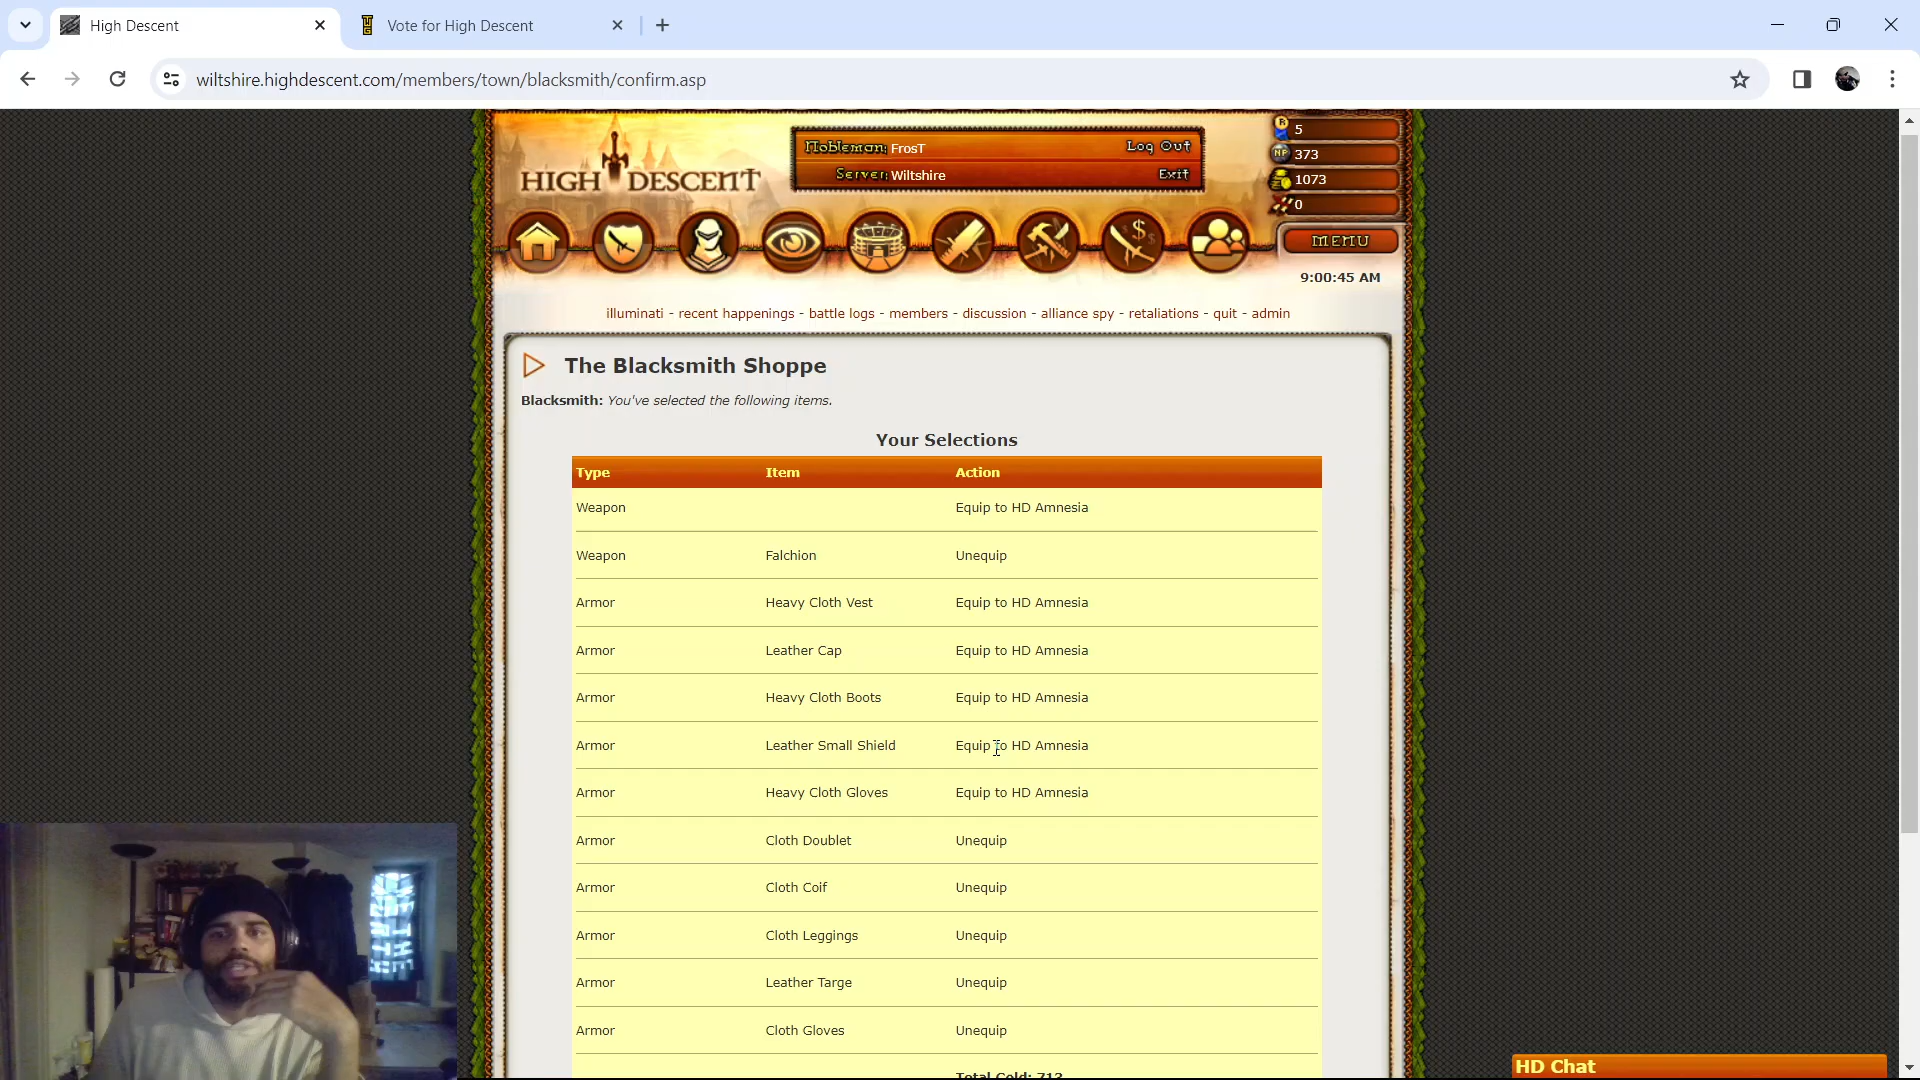 High Descent
Vote for High Descent
wiltshire.highdescent.com/members/town/blacksmith/confirm.asp
HIGH DESCENT
Nobleman: FrosT
Log Out
Server: Wiltshire
Exit
R 5
NP 373
1073
0
MENU
9:00:45 AM
illuminati - recent happenings - battle logs - members - discussion - alliance spy - retaliations - quit - admin
The Blacksmith Shoppe
Blacksmith: You've selected the following items.
Your Selections
Type Item Action
Weapon Equip to HD Amnesia
Weapon Falchion Unequip
Armor Heavy Cloth Vest Equip to HD Amnesia
Armor Leather Cap Equip to HD Amnesia
Armor Heavy Cloth Boots Equip to HD Amnesia
Armor Leather Small Shield Equip to HD Amnesia
Armor Heavy Cloth Gloves Equip to HD Amnesia
Armor Cloth Doublet Unequip
Armor Cloth Coif Unequip
Armor Cloth Leggings Unequip
Armor Leather Targe Unequip
Armor Cloth Gloves Unequip
Total Gold: 713
HD Chat